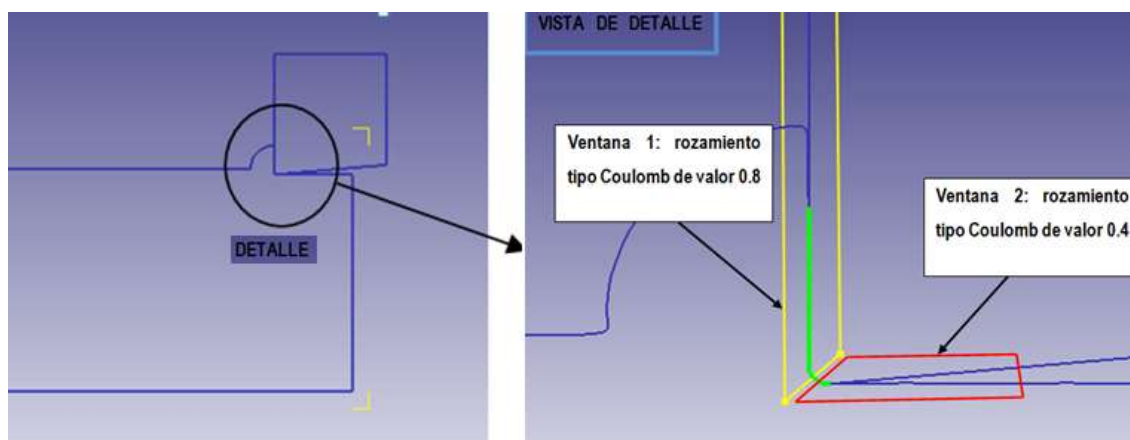 VISTA DE DETALLE
Ventana 1: rozamiento
tipo Coulomb de valor 0.8
Ventana 2: rozamiento
tipo Coulomb de valor 0.4
DETALLE